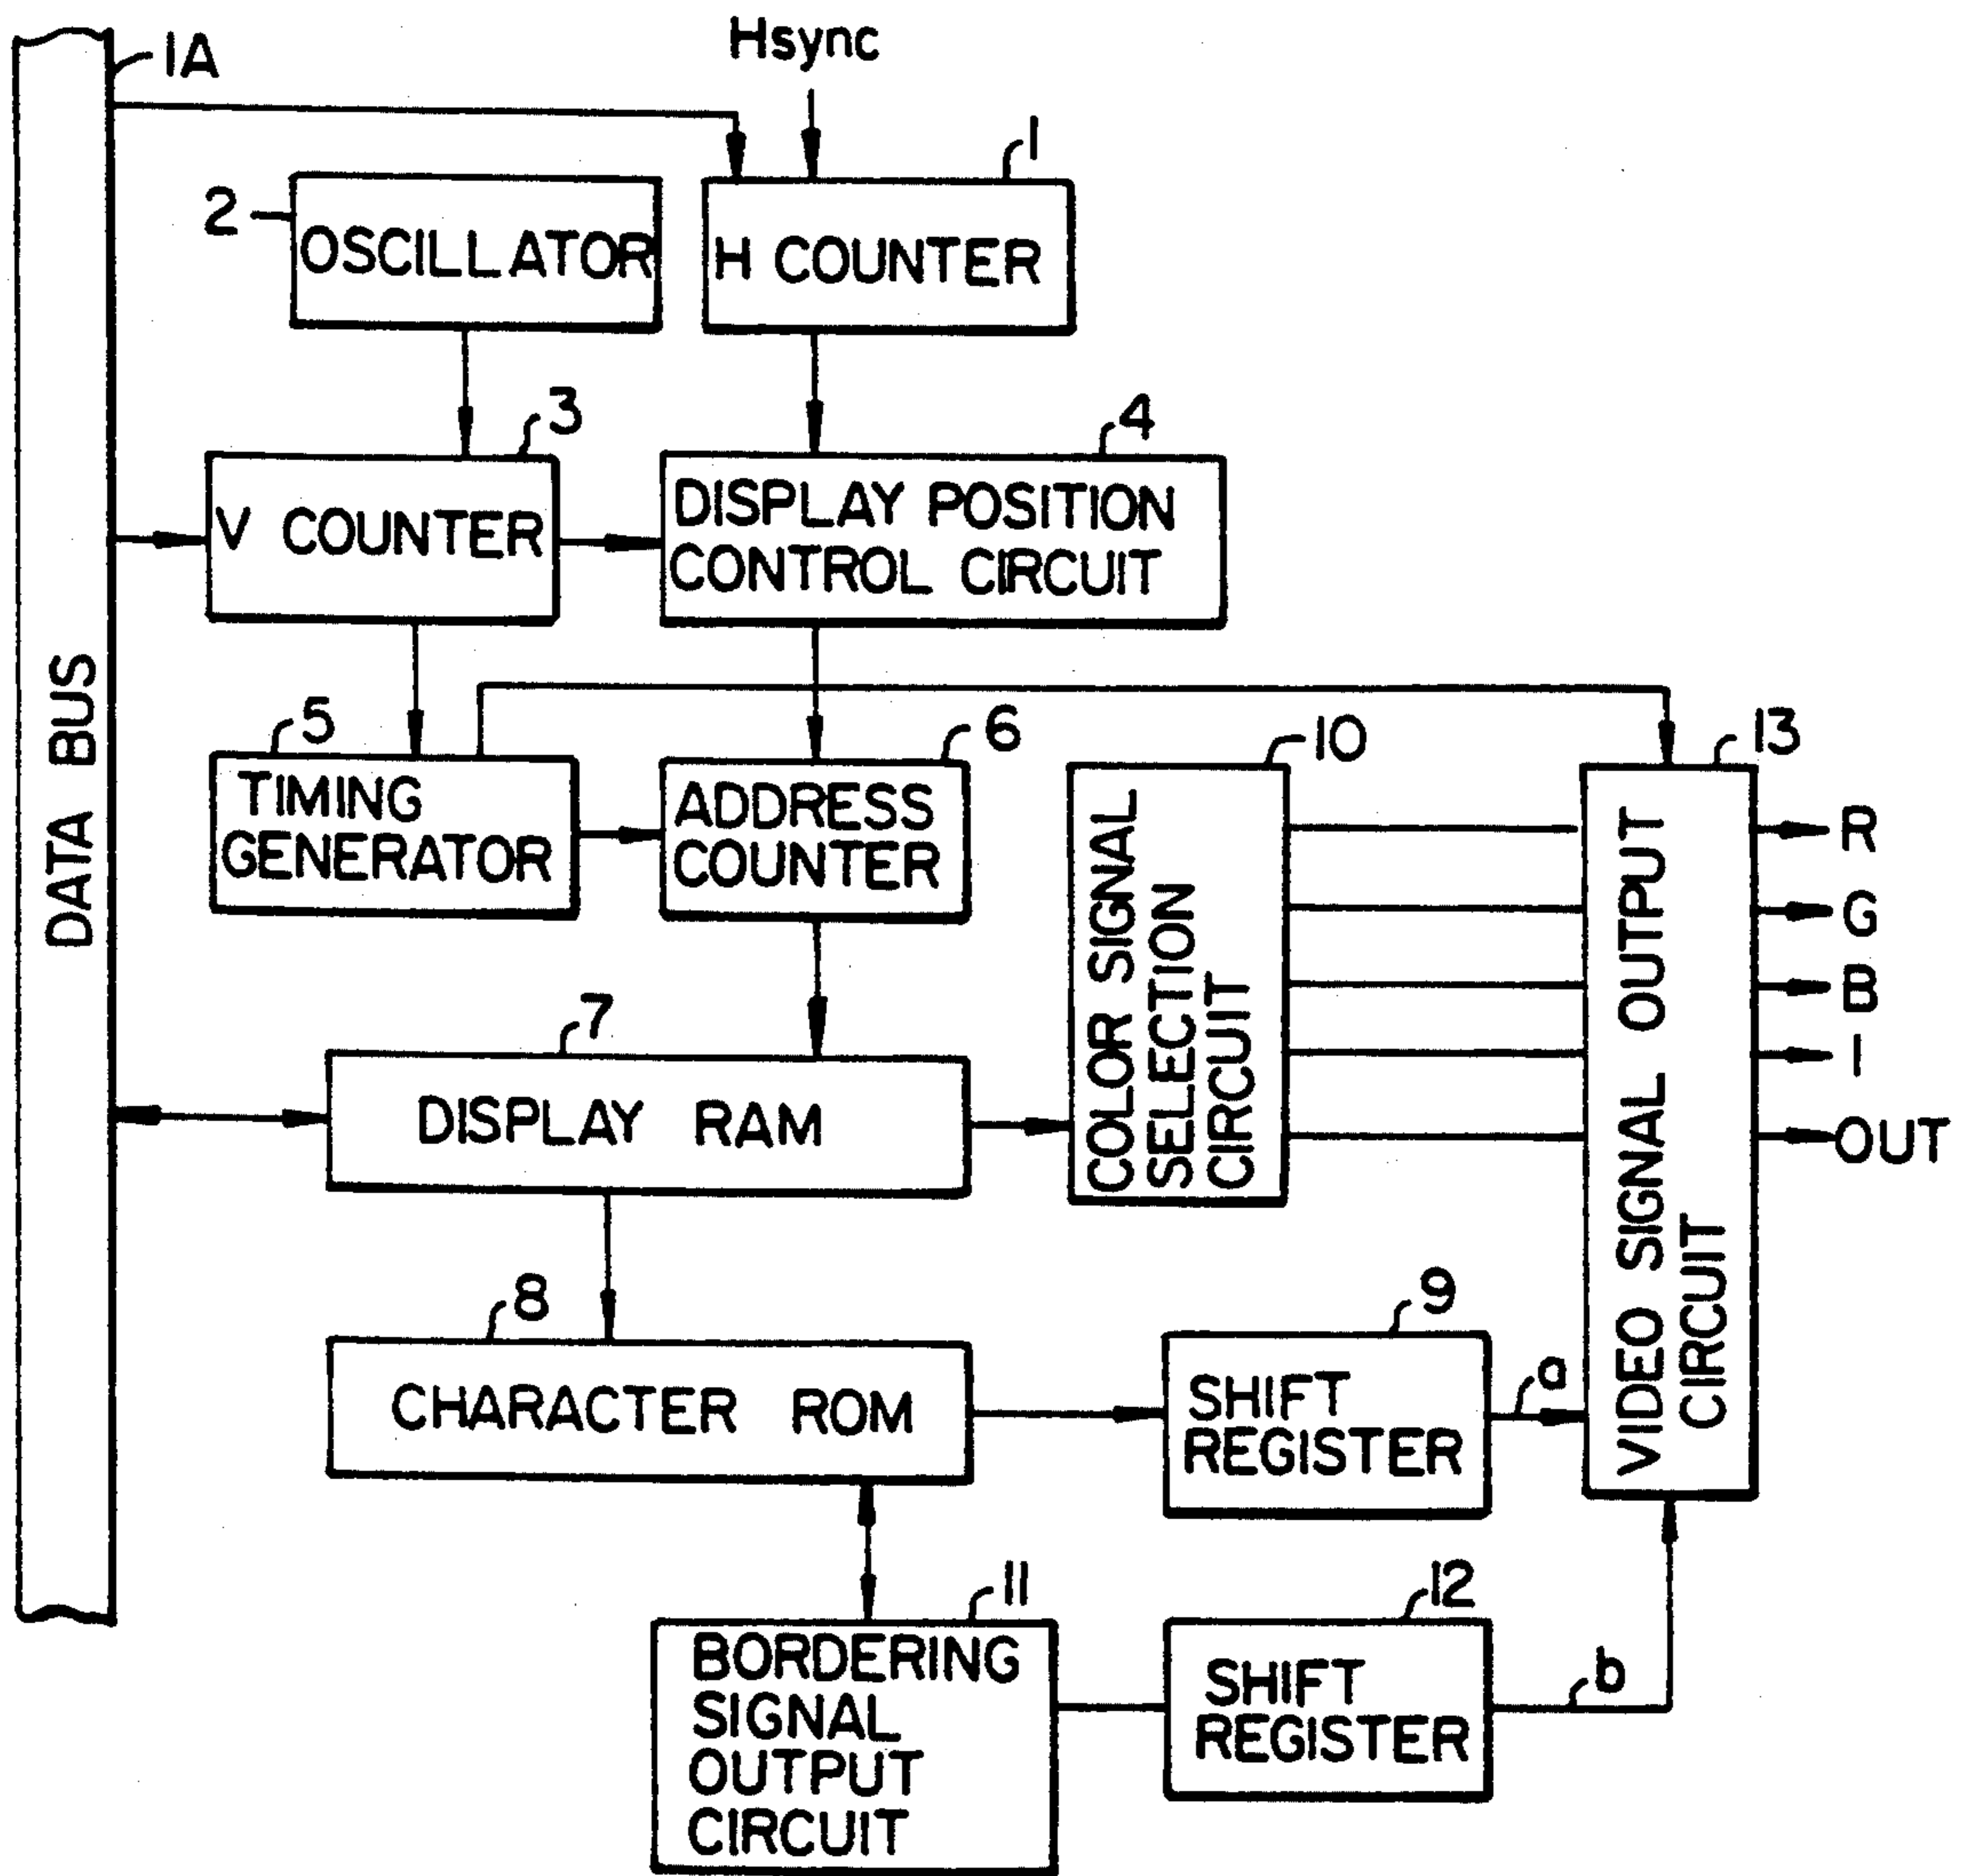 1A
Hsync
1
2
OSCILLATOR
H COUNTER
3
4
V COUNTER
DISPLAY POSITION
CONTROL CIRCUIT
DATA BUS
5
6
10
13
TIMING
GENERATOR
ADDRESS
COUNTER
COLOR SIGNAL
SELECTION
CIRCUIT
VIDEO SIGNAL OUTPUT
CIRCUIT
R
G
B
I
OUT
7
DISPLAY RAM
8
9
CHARACTER ROM
SHIFT
REGISTER
a
11
12
BORDERING
SIGNAL
OUTPUT
CIRCUIT
SHIFT
REGISTER
b